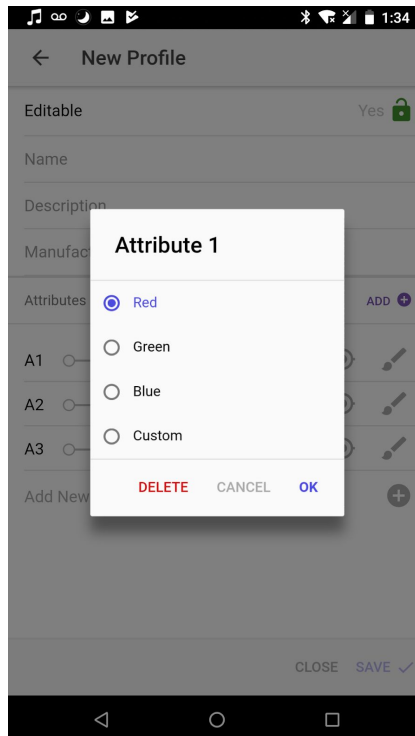 1:34
New Profile
Editable Yes
Name
Description
Manufac
Attribute 1
Attributes ADD
Red
Green
A1
Blue
A2
Custom
A3
DELETE CANCEL OK
Add New
CLOSE SAVE